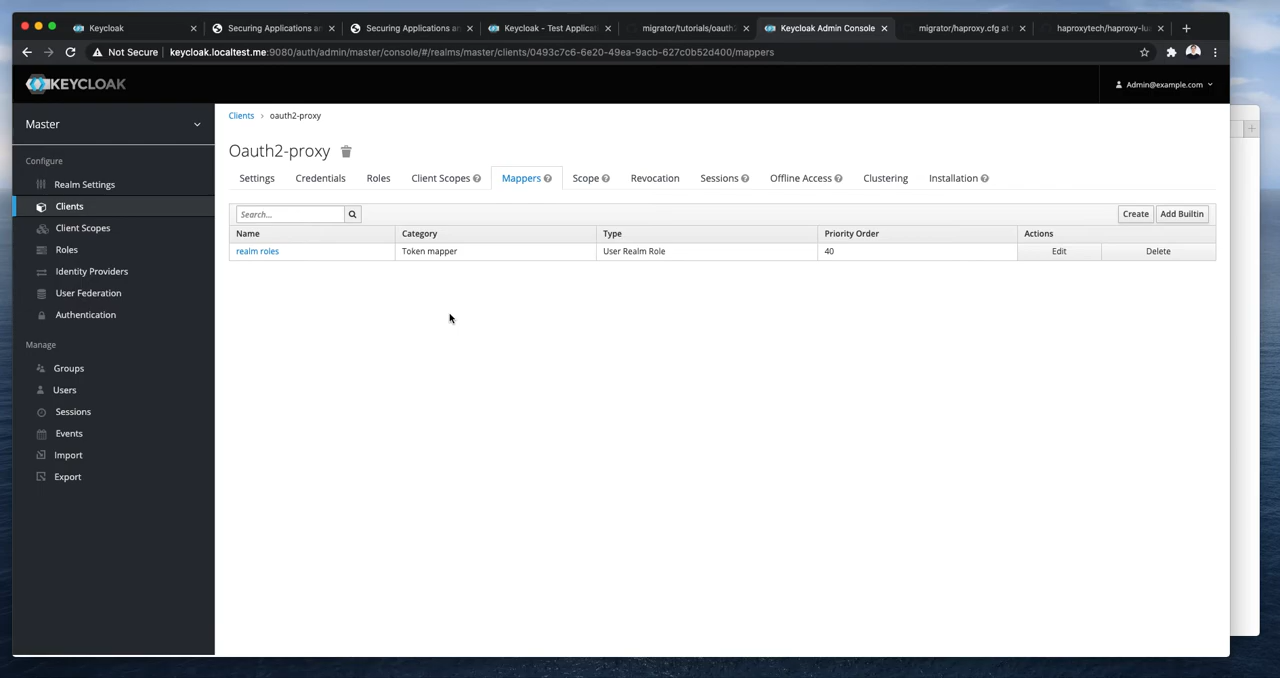 Keycloak
Securing Applications an
Securing Applications an
Keycloak - Test Applicati
migrator/tutorials/oauth2
Keycloak Admin Console
migrator/haproxy.cfg at
haproxytech/haproxy-lua
Not Secure
keycloak.localtest.me:9080/auth/admin/master/console/#/realms/master/clients/0493c7c6-6e20-49ea-9acb-627c0b52d400/mappers
KEYCLOAK
Admin@example.com
Master
Clients > oauth2-proxy
Oauth2-proxy
Configure
Settings Credentials Roles Client Scopes Mappers Scope Revocation Sessions Offline Access Clustering Installation
Realm Settings
Clients
Client Scopes
Roles
Identity Providers
User Federation
Authentication
Manage
Groups
Users
Sessions
Events
Import
Export
Search...
Create Add Builtin
Name Category Type Priority Order Actions
realm roles Token mapper User Realm Role 40 Edit Delete